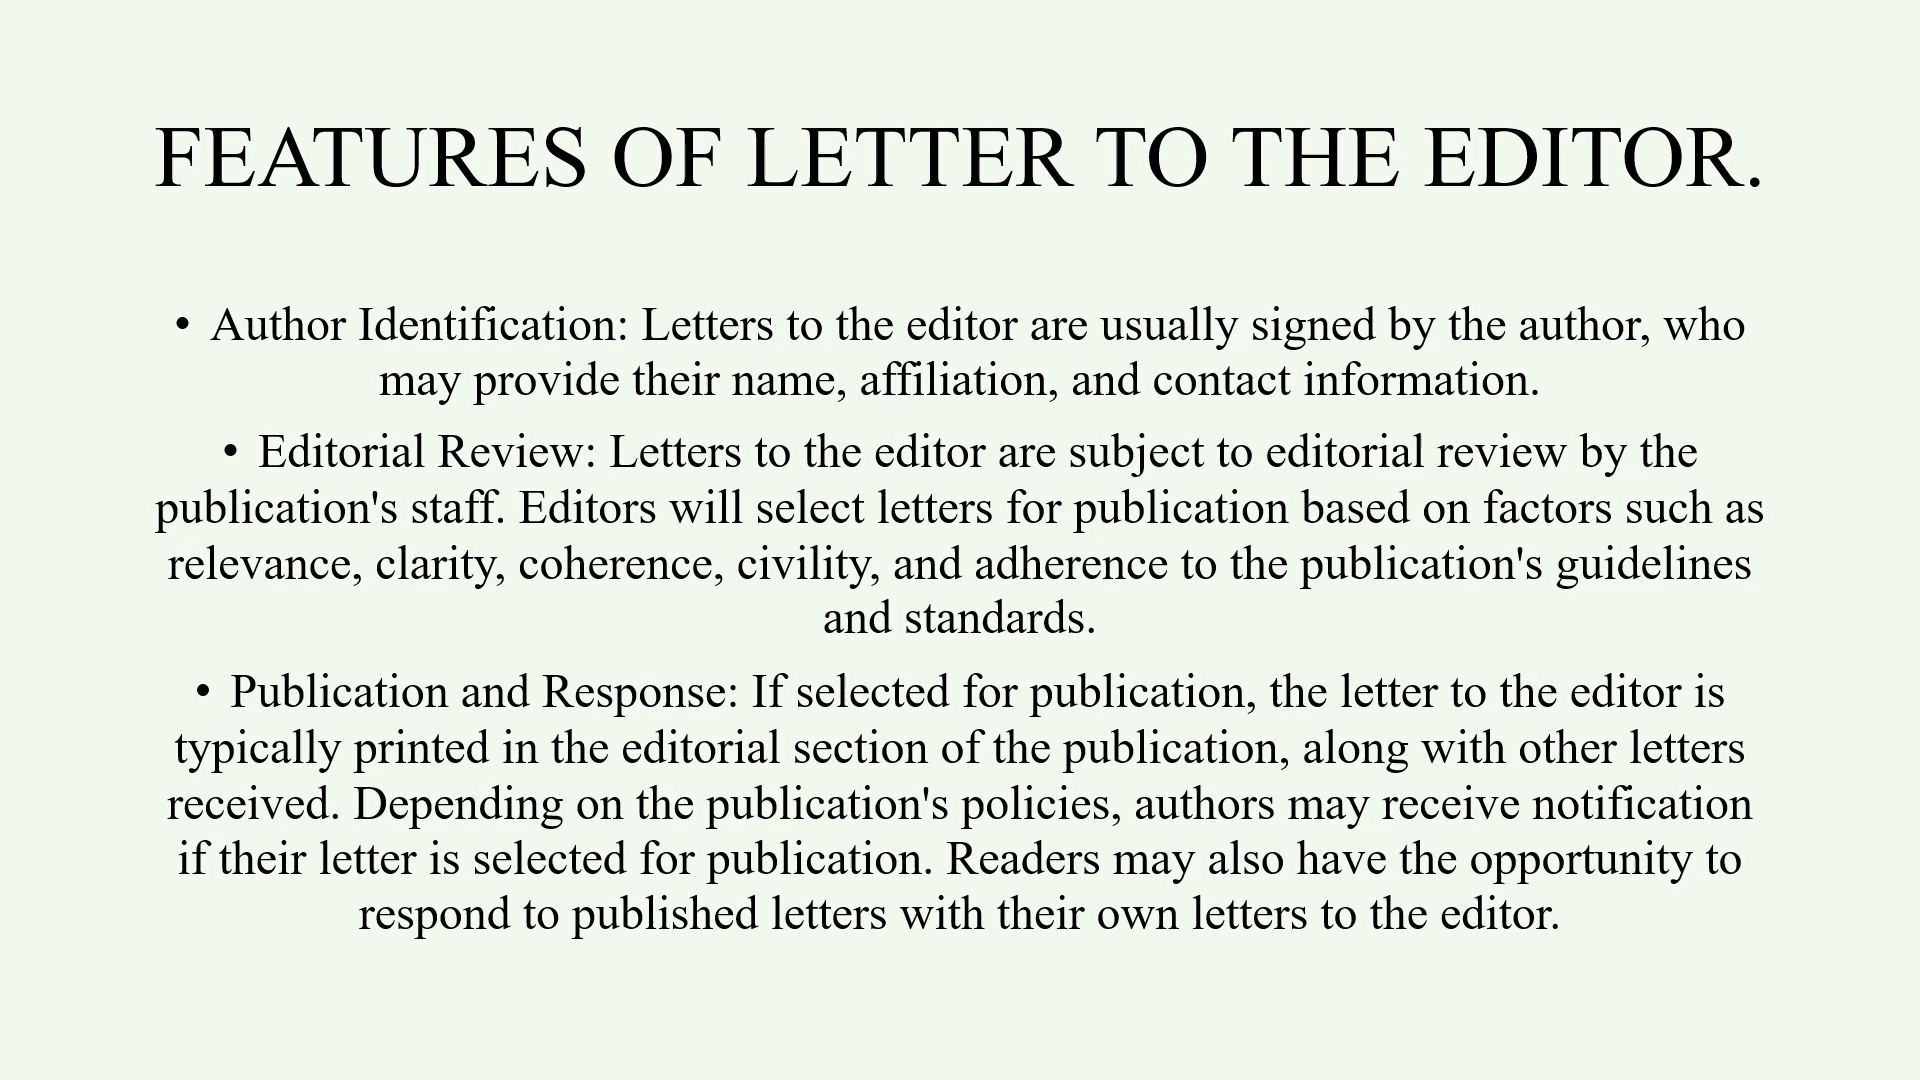 FEATURES OF LETTER TO THE EDITOR.
• Author Identification: Letters to the editor are usually signed by the author, who
may provide their name, affiliation, and contact information.
• Editorial Review: Letters to the editor are subject to editorial review by the
publication's staff. Editors will select letters for publication based on factors such as
relevance, clarity, coherence, civility, and adherence to the publication's guidelines
and standards.
• Publication and Response: If selected for publication, the letter to the editor is
typically printed in the editorial section of the publication, along with other letters
received. Depending on the publication's policies, authors may receive notification
if their letter is selected for publication. Readers may also have the opportunity to
respond to published letters with their own letters to the editor.